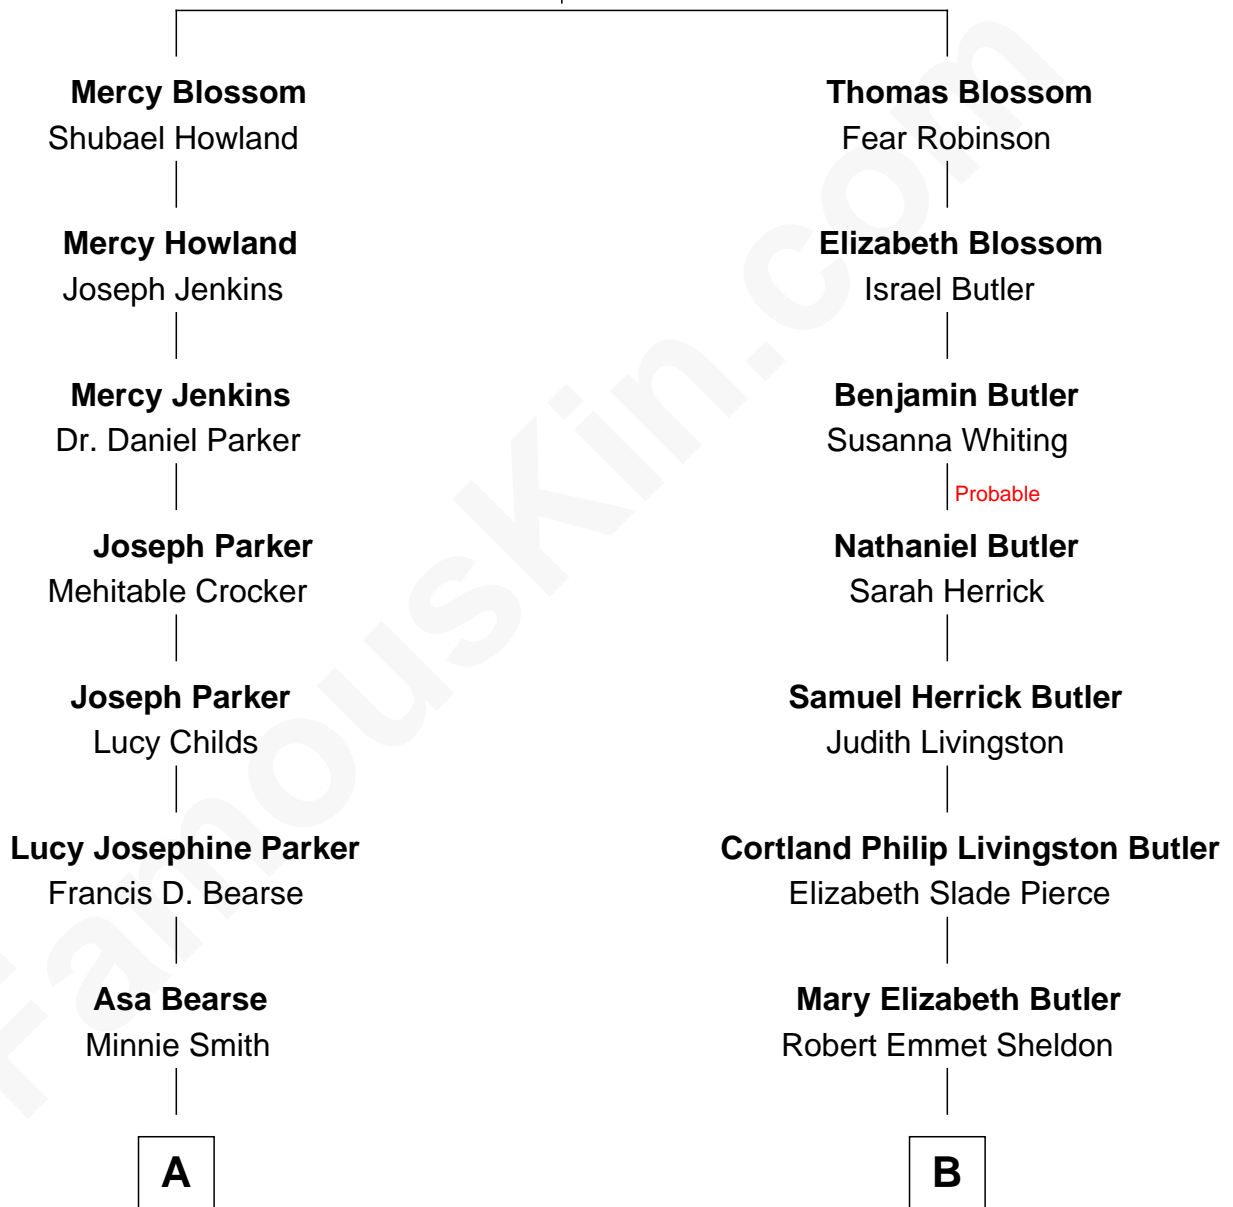 Mercy Blossom
Shubael Howland
Mercy Howland
Joseph Jenkins
Mercy Jenkins
Dr. Daniel Parker
Joseph Parker
Mehitable Crocker
Joseph Parker
Lucy Childs
Lucy Josephine Parker
Francis D. Bearse
Asa Bearse
Minnie Smith
A
Thomas Blossom
Fear Robinson
Elizabeth Blossom
Israel Butler
Benjamin Butler
Susanna Whiting
Probable
Nathaniel Butler
Sarah Herrick
Samuel Herrick Butler
Judith Livingston
Cortland Philip Livingston Butler
Elizabeth Slade Pierce
Mary Elizabeth Butler
Robert Emmet Sheldon
B
FamousKin.com